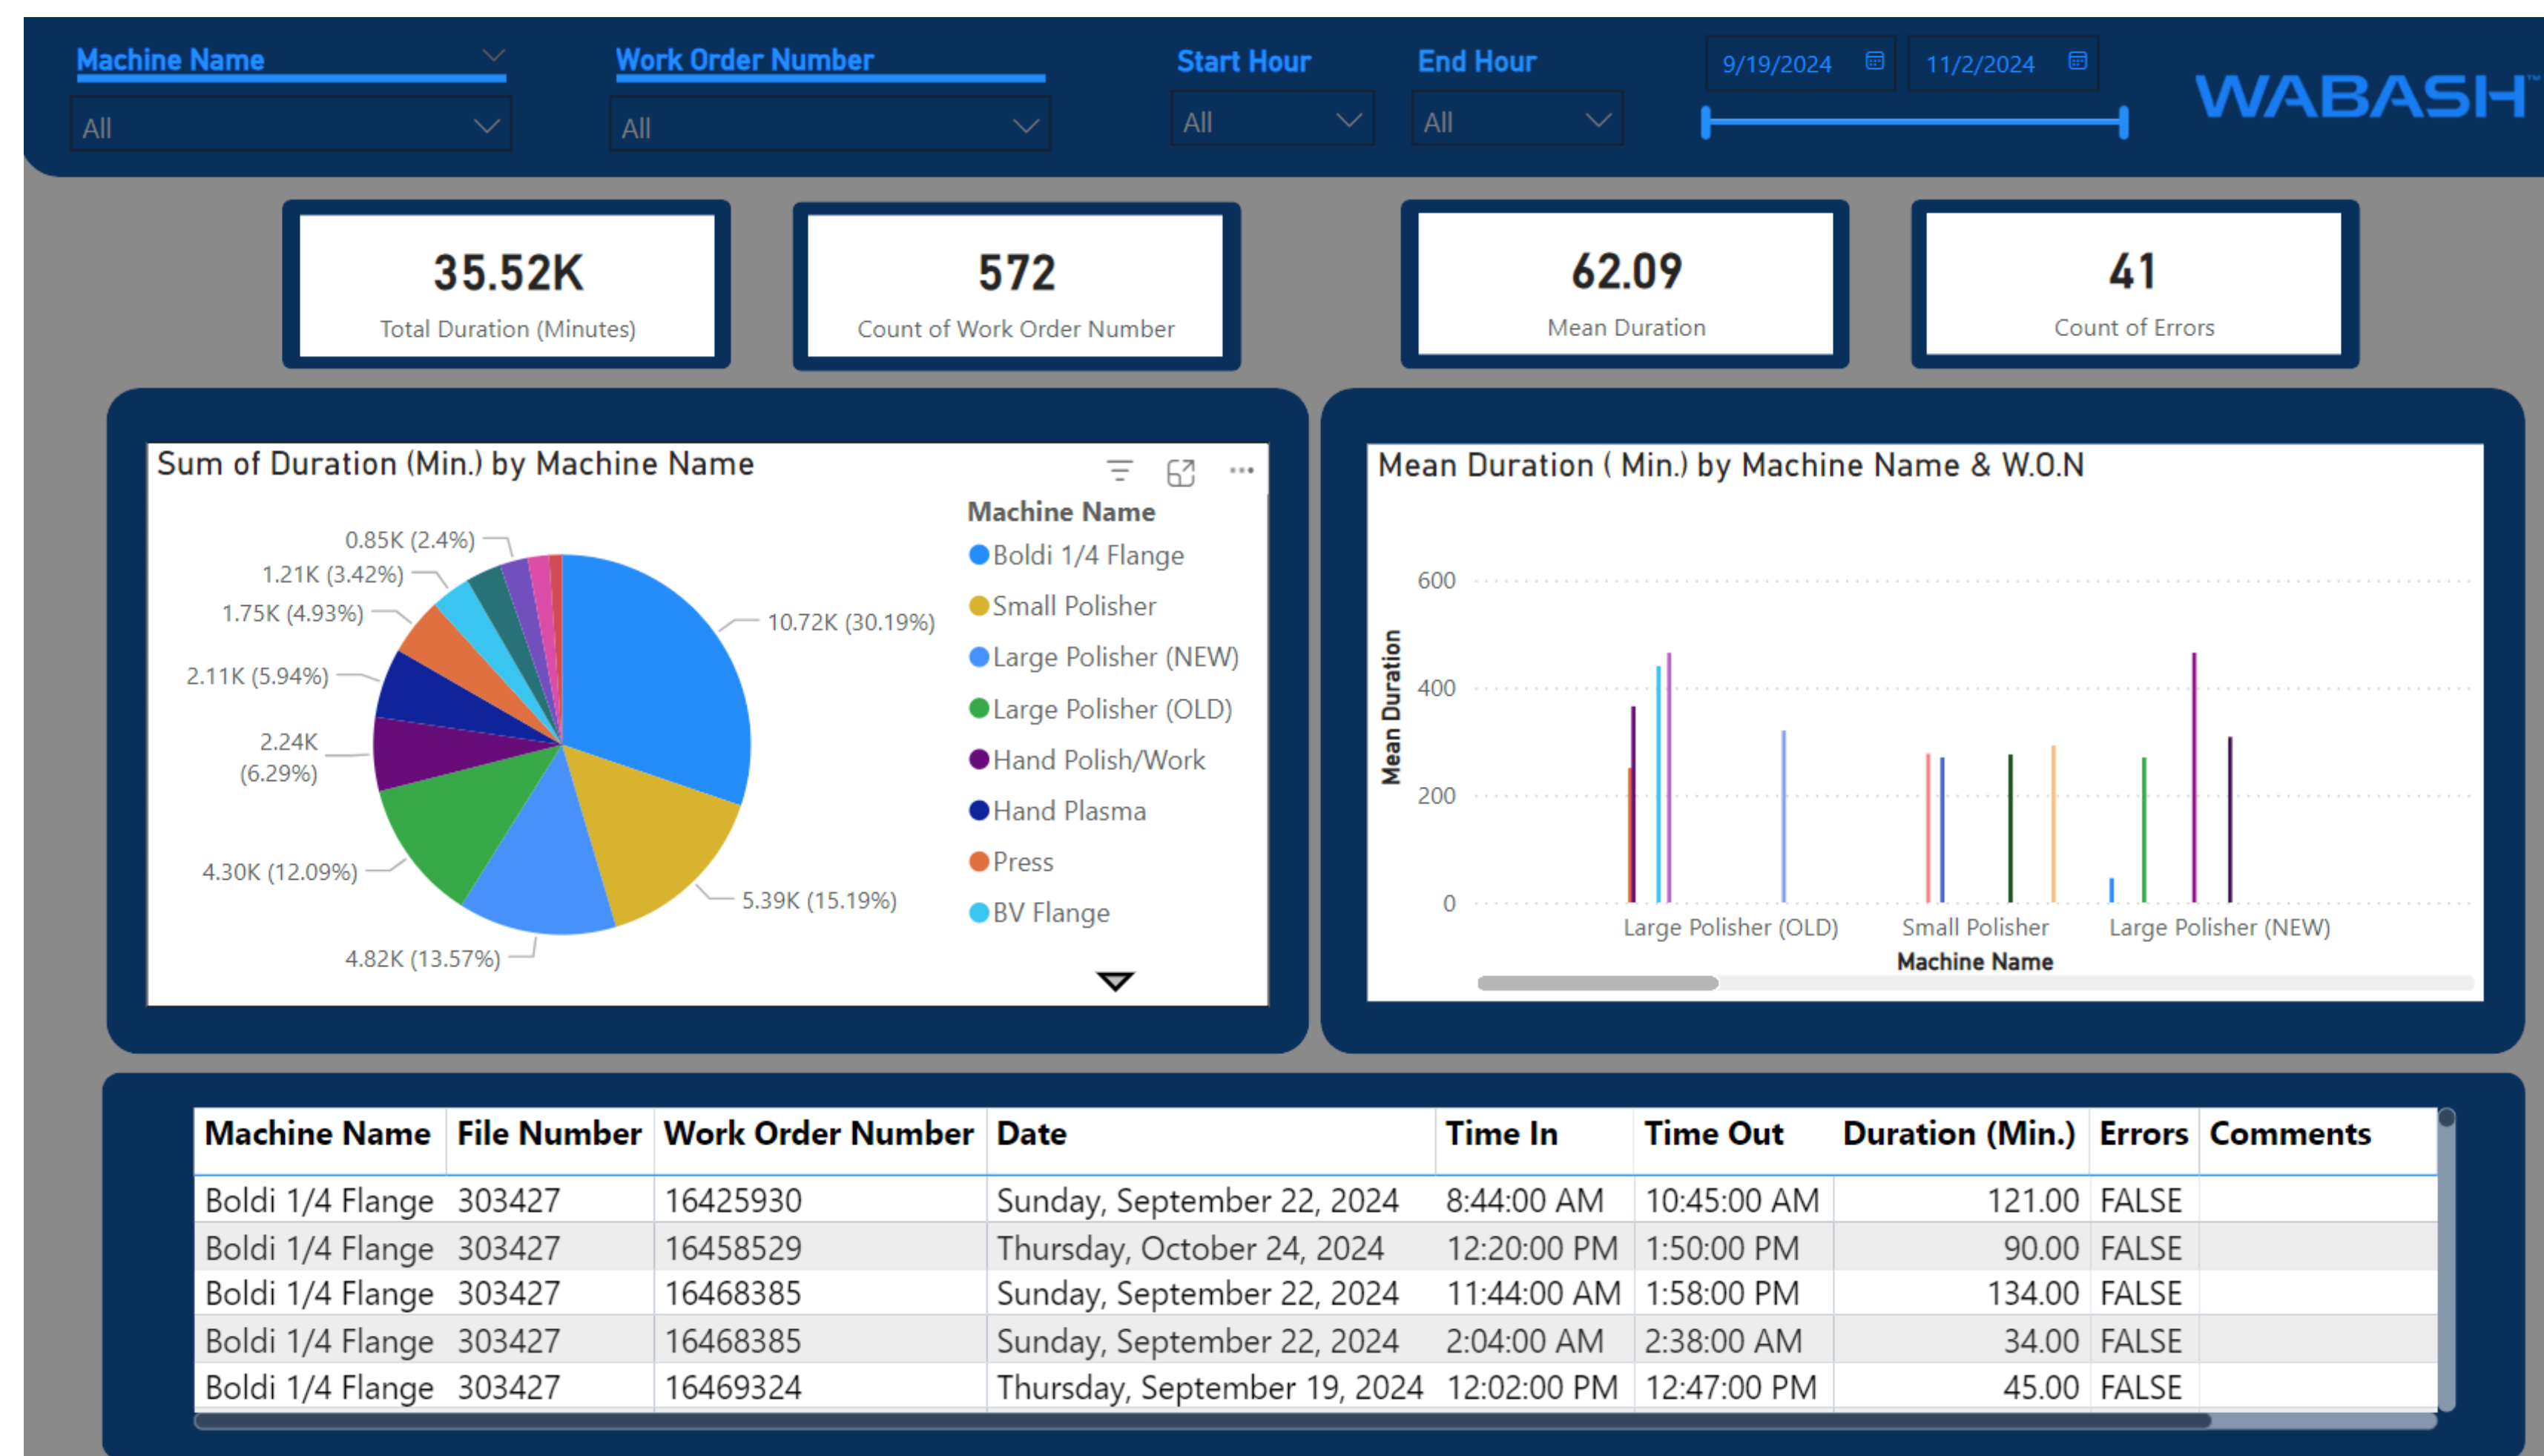 Machine Name
Work Order Number
Start Hour
End Hour
9/19/2024
11/2/2024
WABASH™
All
All
All
All
35.52K
Total Duration (Minutes)
572
Count of Work Order Number
62.09
Mean Duration
41
Count of Errors
Sum of Duration (Min.) by Machine Name
0.85K (2.4%)
1.21K (3.42%)
1.75K (4.93%)
2.11K (5.94%)
2.24K
(6.29%)
4.30K (12.09%)
4.82K (13.57%)
5.39K (15.19%)
10.72K (30.19%)
Machine Name
Boldi 1/4 Flange
Small Polisher
Large Polisher (NEW)
Large Polisher (OLD)
Hand Polish/Work
Hand Plasma
Press
BV Flange
Mean Duration ( Min.) by Machine Name & W.O.N
Mean Duration
600
400
200
0
Large Polisher (OLD) Small Polisher Large Polisher (NEW)
Machine Name
Machine Name File Number Work Order Number Date Time In Time Out Duration (Min.) Errors Comments
Boldi 1/4 Flange 303427 16425930 Sunday, September 22, 2024 8:44:00 AM 10:45:00 AM 121.00 FALSE
Boldi 1/4 Flange 303427 16458529 Thursday, October 24, 2024 12:20:00 PM 1:50:00 PM 90.00 FALSE
Boldi 1/4 Flange 303427 16468385 Sunday, September 22, 2024 11:44:00 AM 1:58:00 PM 134.00 FALSE
Boldi 1/4 Flange 303427 16468385 Sunday, September 22, 2024 2:04:00 AM 2:38:00 AM 34.00 FALSE
Boldi 1/4 Flange 303427 16469324 Thursday, September 19, 2024 12:02:00 PM 12:47:00 PM 45.00 FALSE